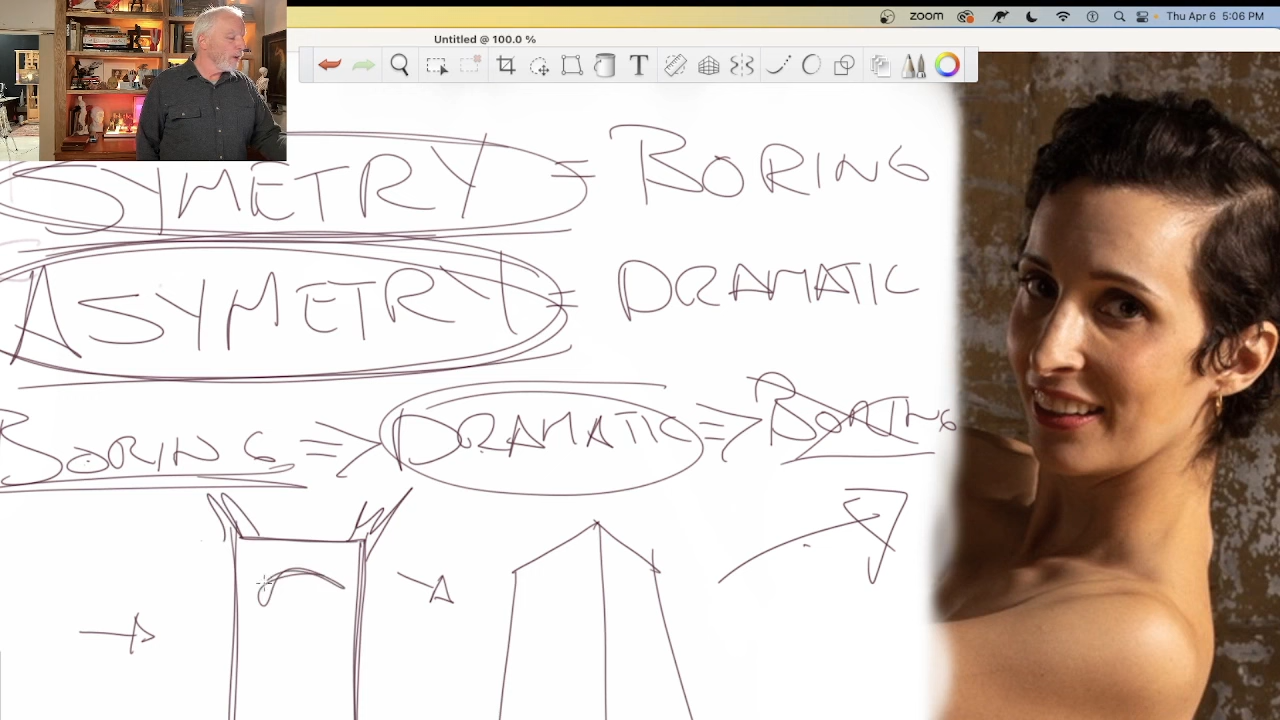 zoom Thu Apr 6 5:06 PM
Untitled @ 100.0 %
T
SYMETRY = BORING
ASYMETRY = DRAMATIC
BORING => DRAMATIC => BORING